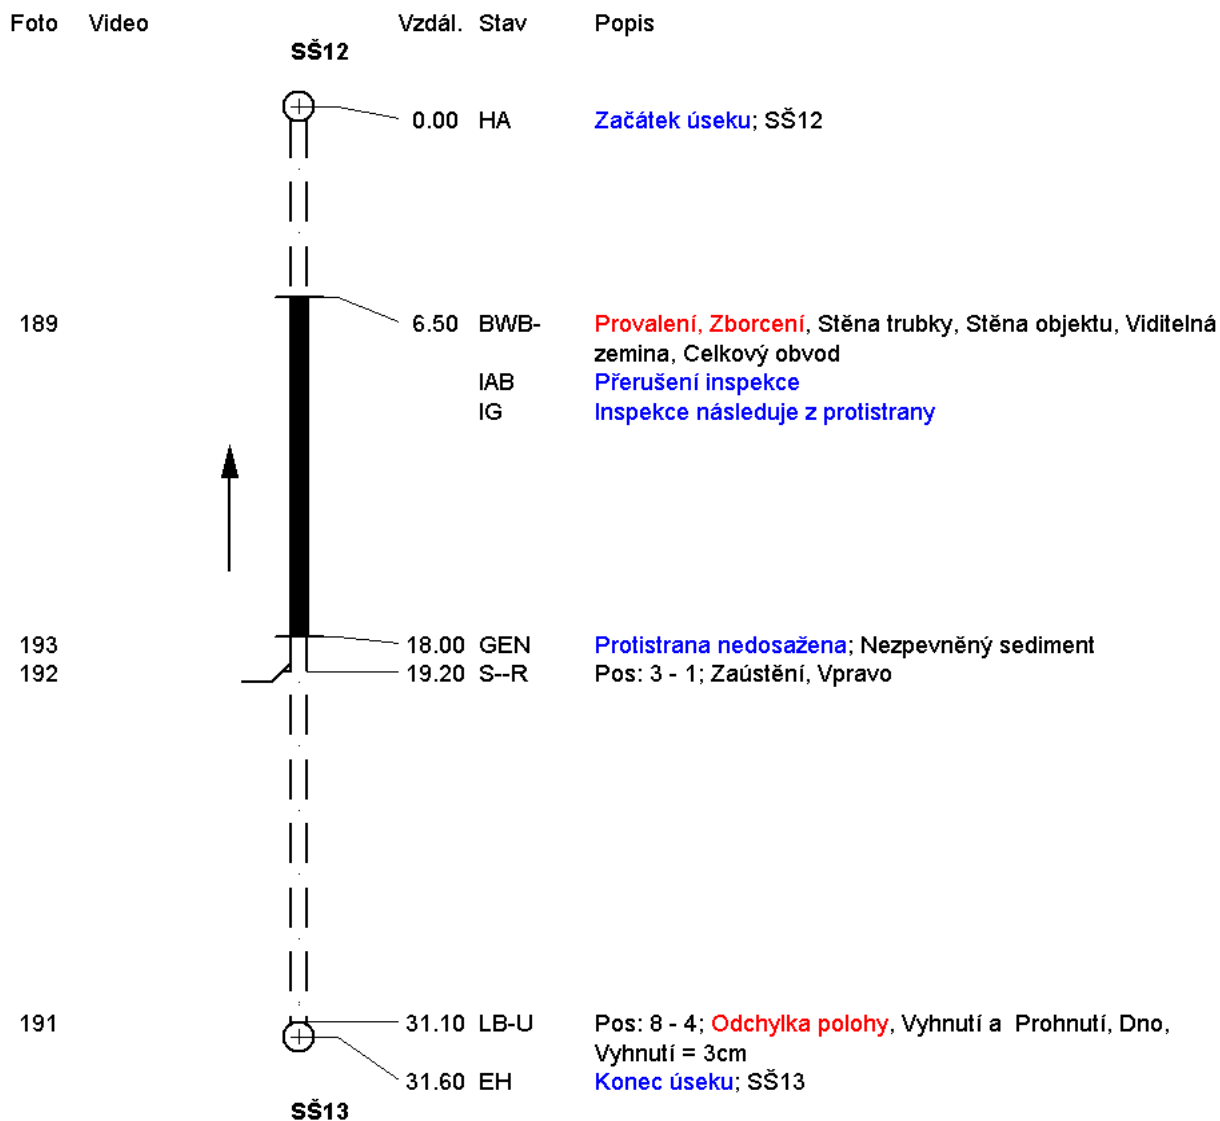 Foto Video Vzdál. Stav Popis
SŠ12
0.00 HA Začátek úseku; SŠ12
189 6.50 BWB- Provalení, Zborcení, Stěna trubky, Stěna objektu, Viditelná
zemina, Celkový obvod
IAB Přerušení inspekce
IG Inspekce následuje z protistrany
193 18.00 GEN Protistrana nedosažena; Nezpevněný sediment
192 19.20 S--R Pos: 3 - 1; Zaústění, Vpravo
191 31.10 LB-U Pos: 8 - 4; Odchylka polohy, Vyhnutí a Prohnutí, Dno,
Vyhnutí = 3cm
31.60 EH Konec úseku; SŠ13
SŠ13